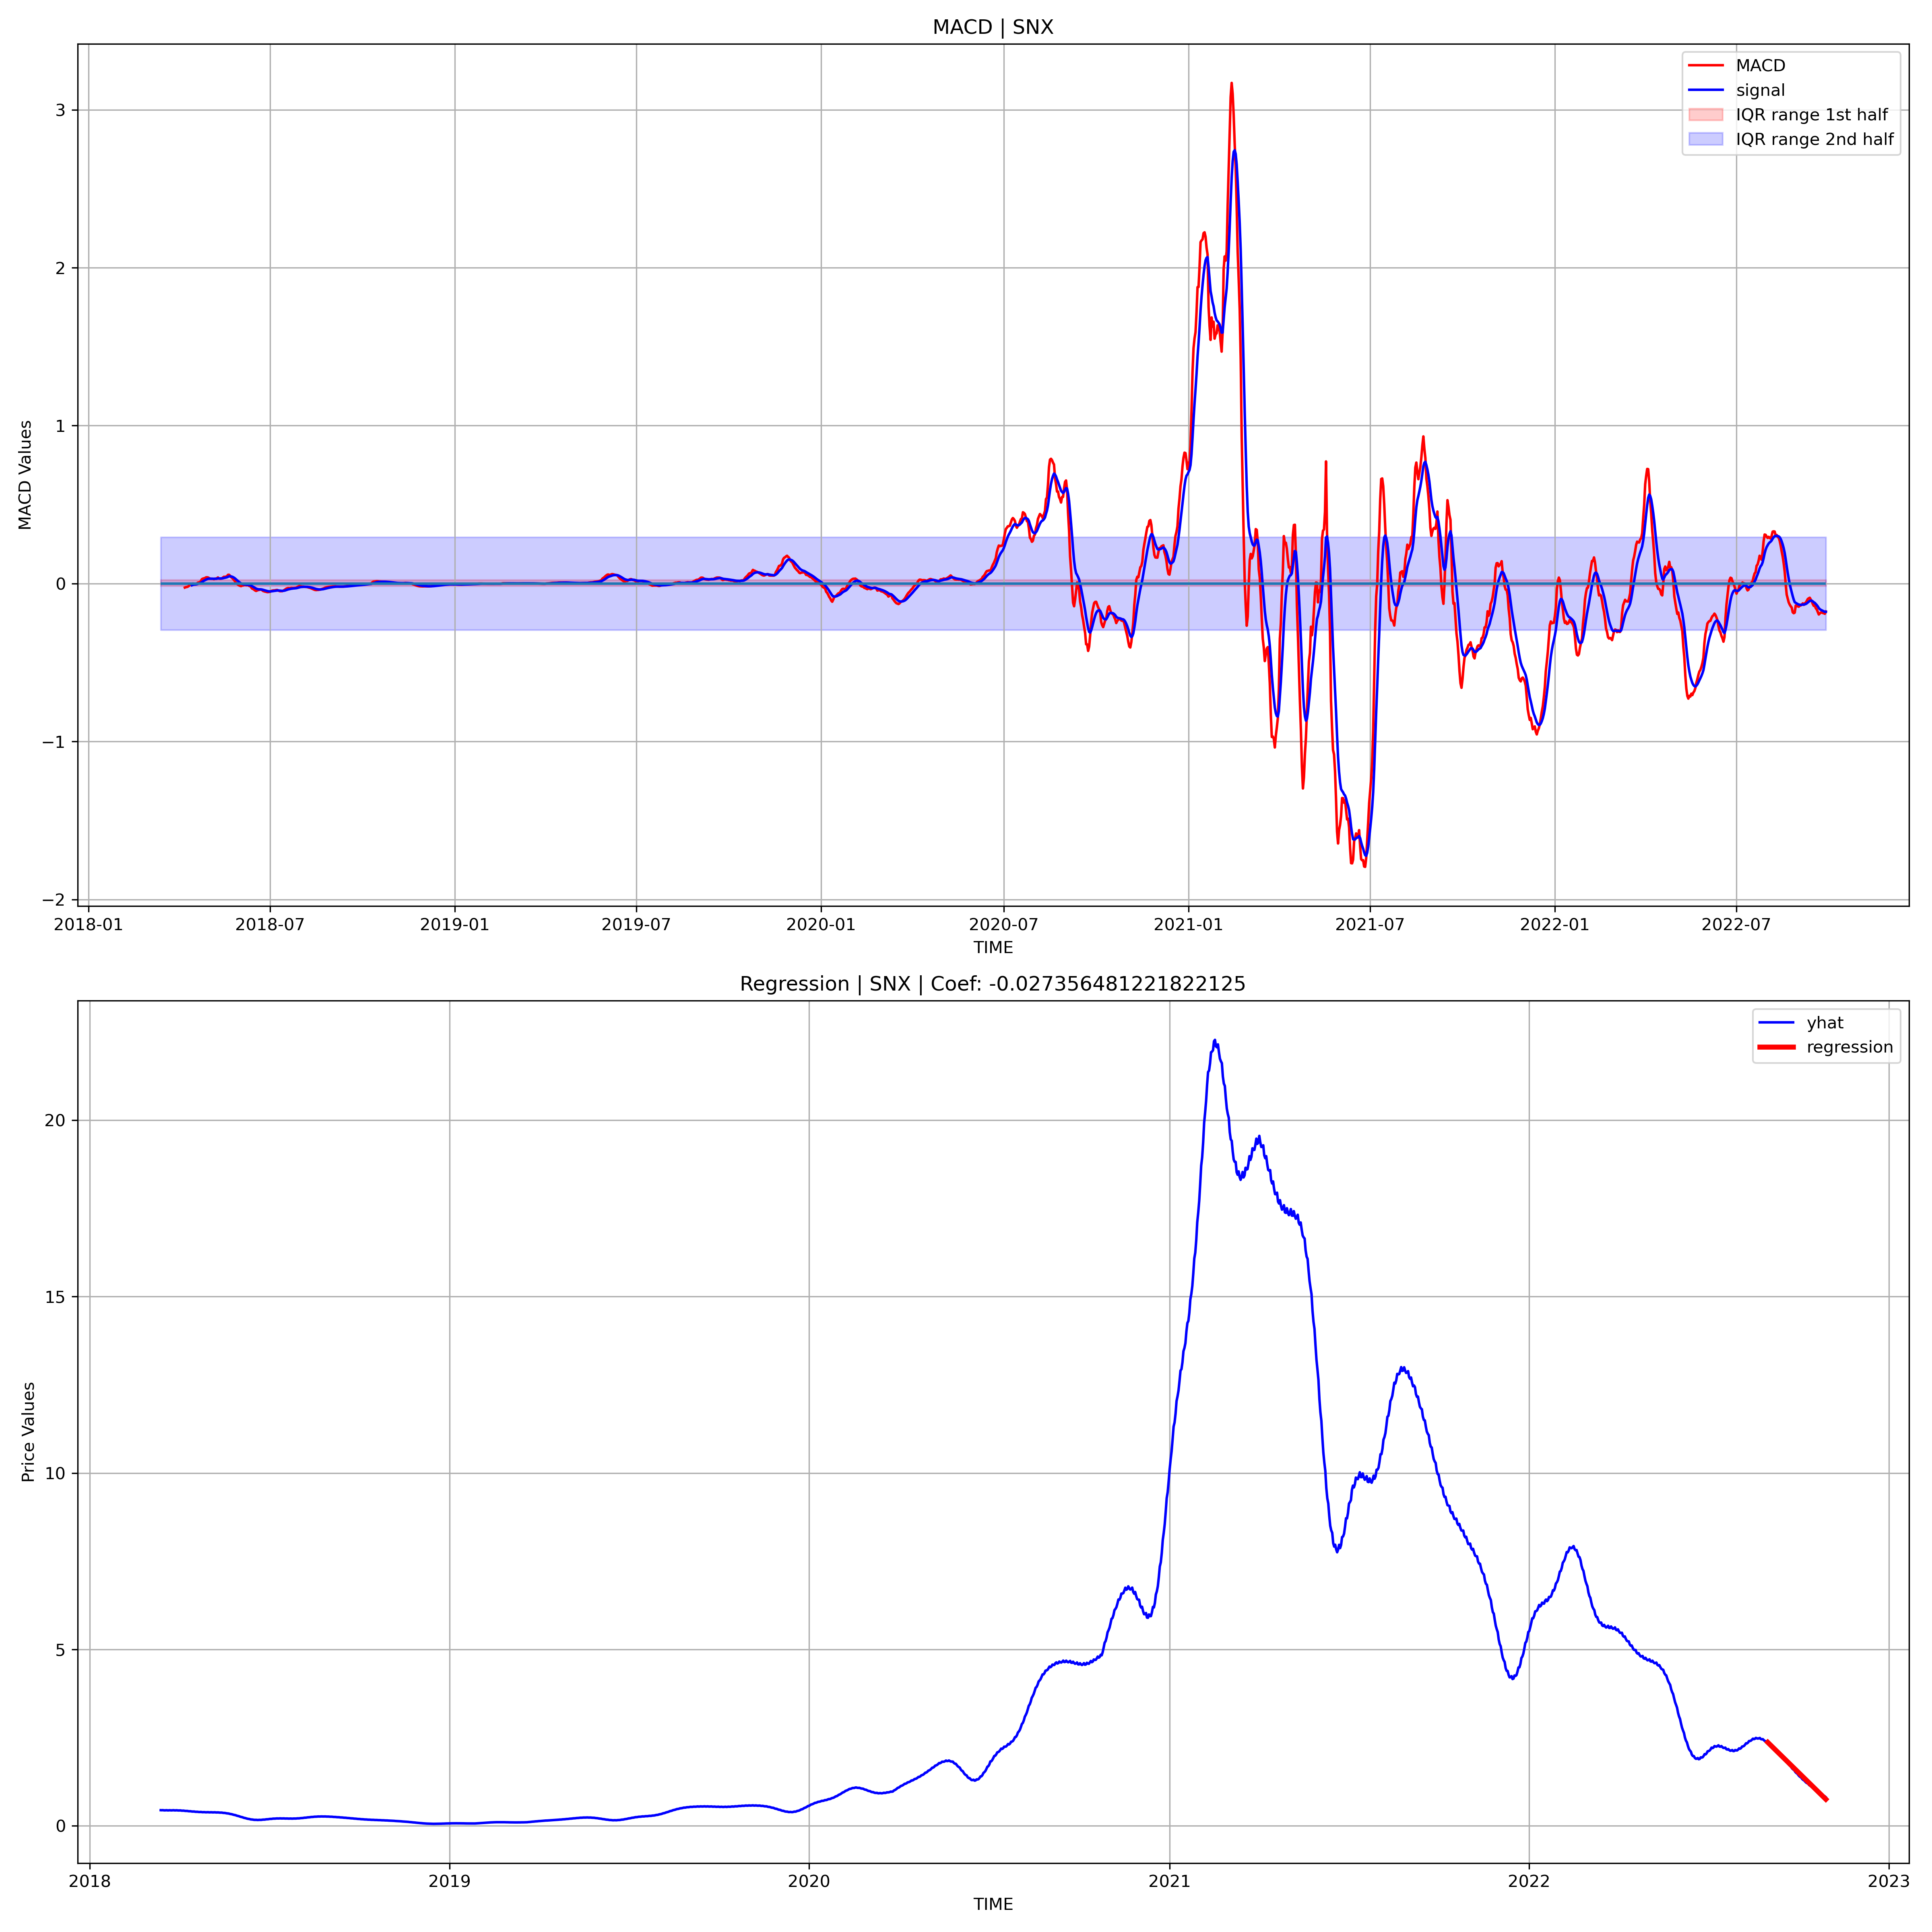 MACD | SNX
MACD
signal
IQR range 1st half
IQR range 2nd half
MACD Values
3
2
1
0
−1
−2
2018-01
2018-07
2019-01
2019-07
2020-01
2020-07
2021-01
2021-07
2022-01
2022-07
TIME
Regression | SNX | Coef: -0.027356481221822125
yhat
regression
Price Values
20
15
10
5
0
2018
2019
2020
2021
2022
2023
TIME